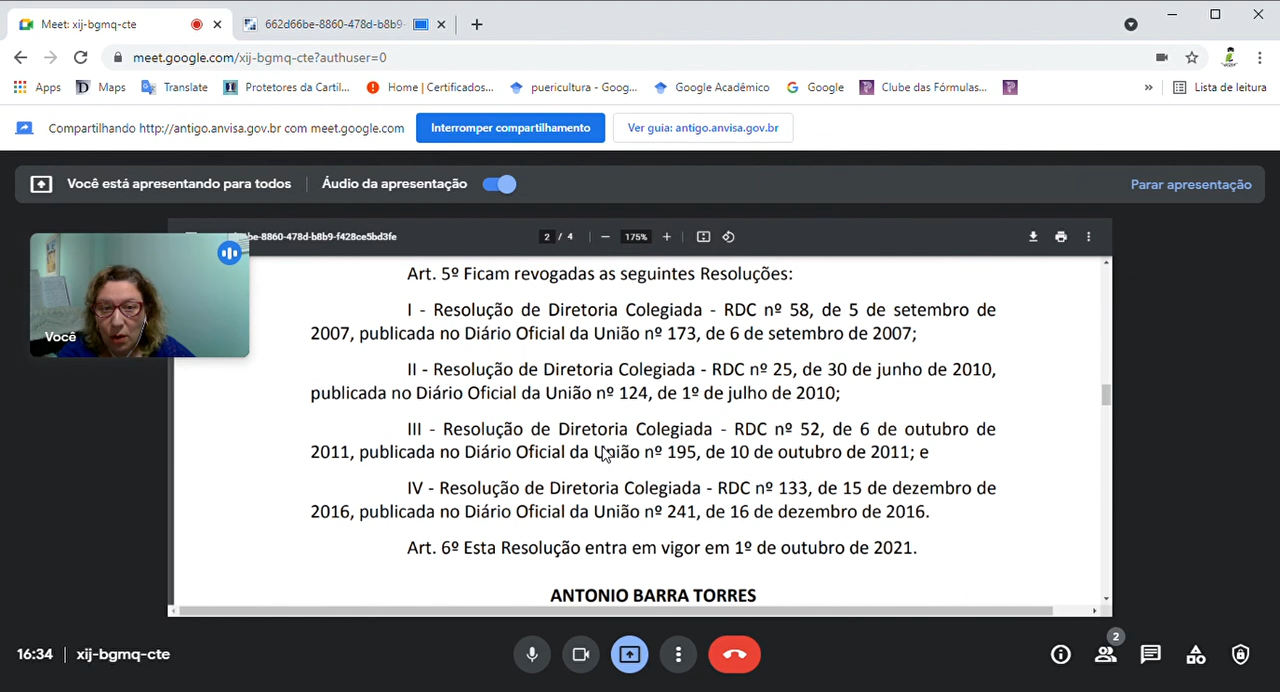 Meet: xij-bgmq-cte
662d66be-8860-478d-b8b9-
meet.google.com/xij-bgmq-cte?authuser=0
Apps Maps Translate Protetores da Cartil... Home | Certificados... puericultura - Goog... Google Acadêmico Google Clube das Fórmulas... » Lista de leitura
Compartilhando http://antigo.anvisa.gov.br com meet.google.com Interromper compartilhamento Ver guia: antigo.anvisa.gov.br
Você está apresentando para todos Áudio da apresentação Parar apresentação
be-8860-478d-b8b9-f428ce5bd3fe 2 / 4 175%
Art. 5º Ficam revogadas as seguintes Resoluções:
I - Resolução de Diretoria Colegiada - RDC nº 58, de 5 de setembro de
2007, publicada no Diário Oficial da União nº 173, de 6 de setembro de 2007;
II - Resolução de Diretoria Colegiada - RDC nº 25, de 30 de junho de 2010,
publicada no Diário Oficial da União nº 124, de 1º de julho de 2010;
III - Resolução de Diretoria Colegiada - RDC nº 52, de 6 de outubro de
2011, publicada no Diário Oficial da União nº 195, de 10 de outubro de 2011; e
IV - Resolução de Diretoria Colegiada - RDC nº 133, de 15 de dezembro de
2016, publicada no Diário Oficial da União nº 241, de 16 de dezembro de 2016.
Art. 6º Esta Resolução entra em vigor em 1º de outubro de 2021.
ANTONIO BARRA TORRES
Você
16:34 | xij-bgmq-cte
2